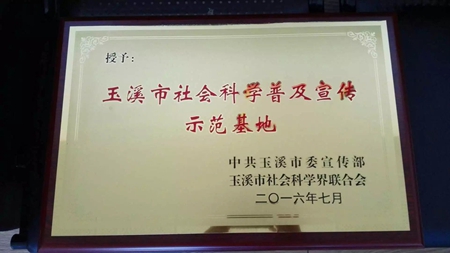 授予：
玉溪市社会科学普及宣传
示范基地
中共玉溪市委宣传部
玉溪市社会科学界联合会
二〇一六年七月